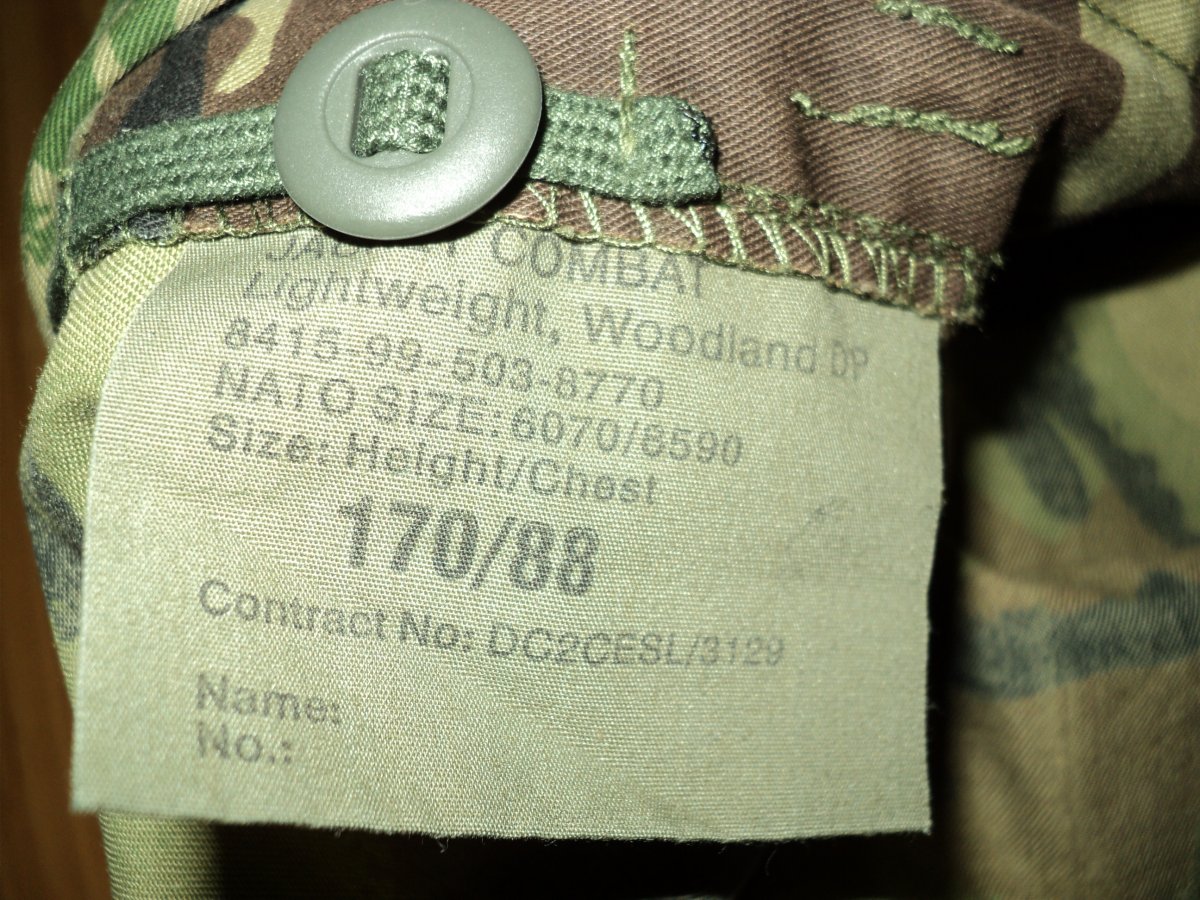 JACKET COMBAT
Lightweight, Woodland DP
8415-99-503-8770
NATO SIZE: 6070/8590
Size: Height/Chest
170/88
Contract No: DC2CESL/3129
Name:
No.: